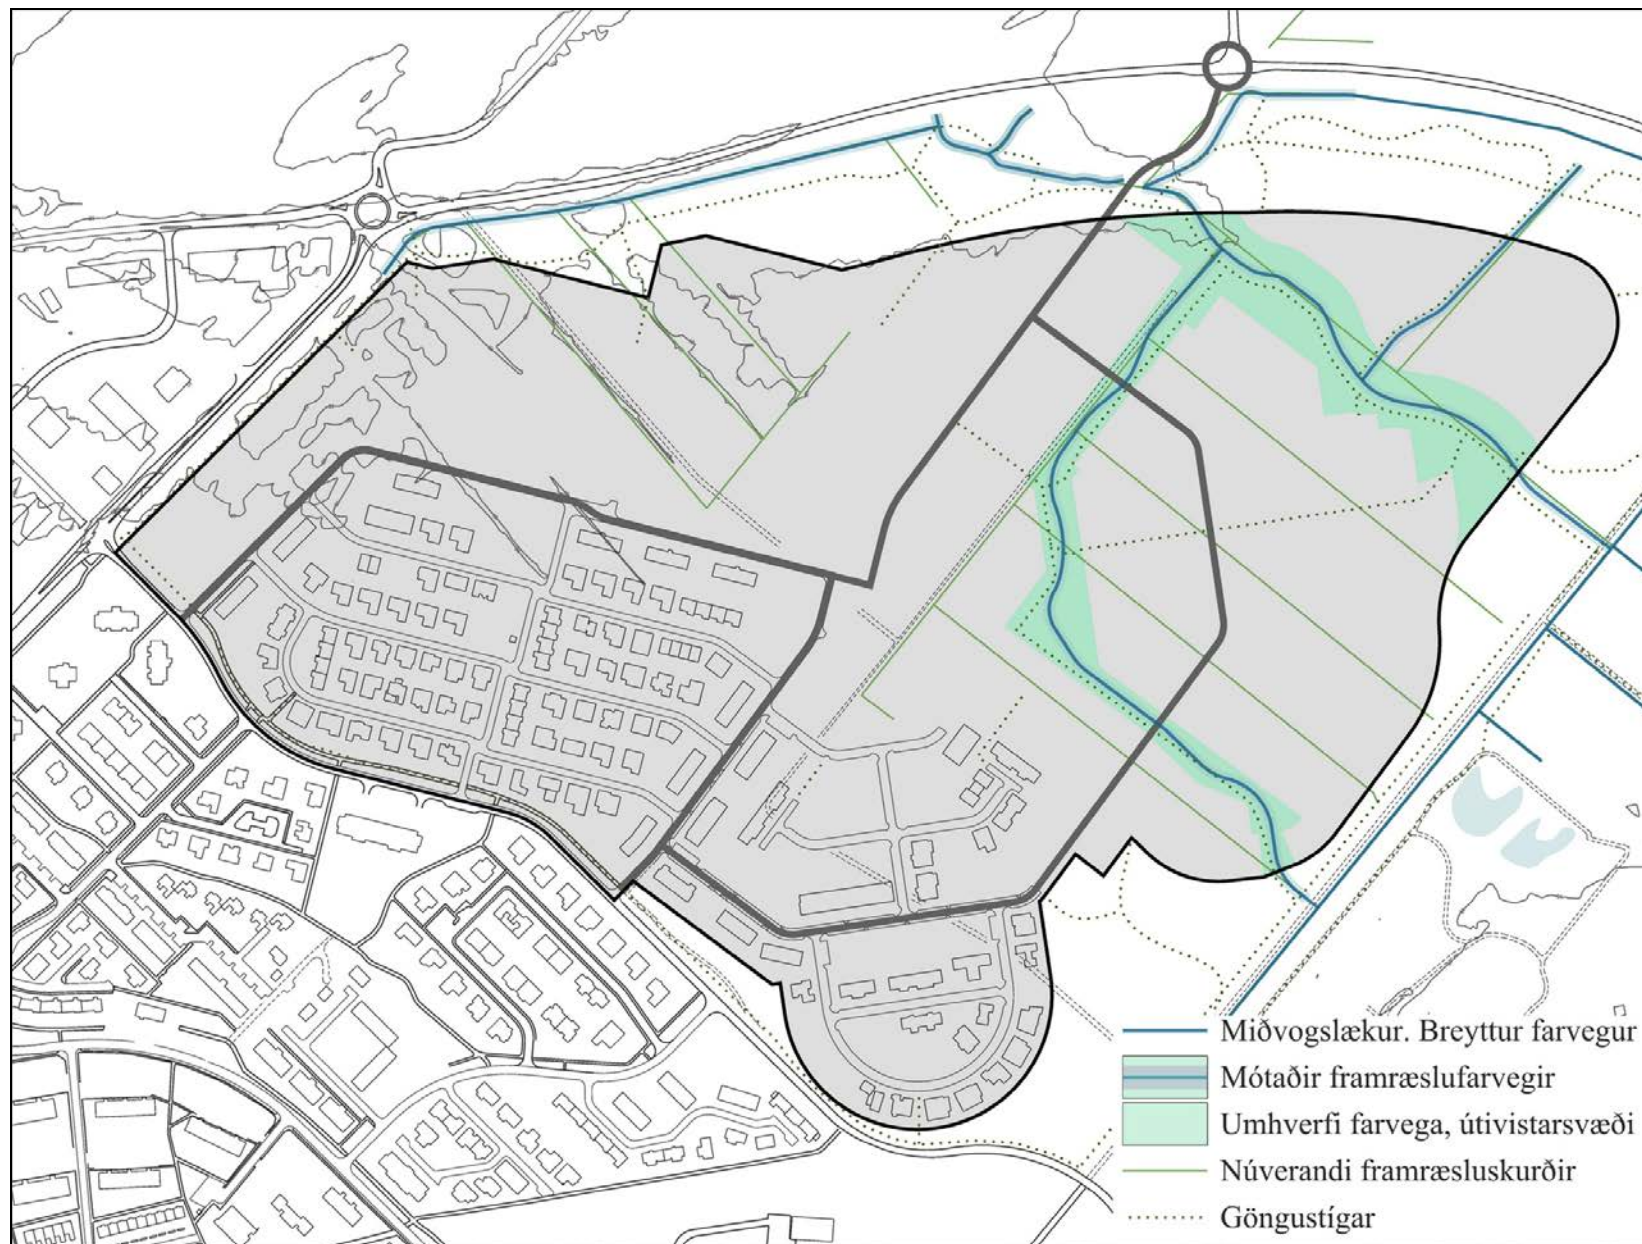 Miðvogslækur. Breyttur farvegur
Mótaðir framræslufarvegir
Umhverfi farvega, útivistarsvæði
Núverandi framræsluskurðir
Göngustígar